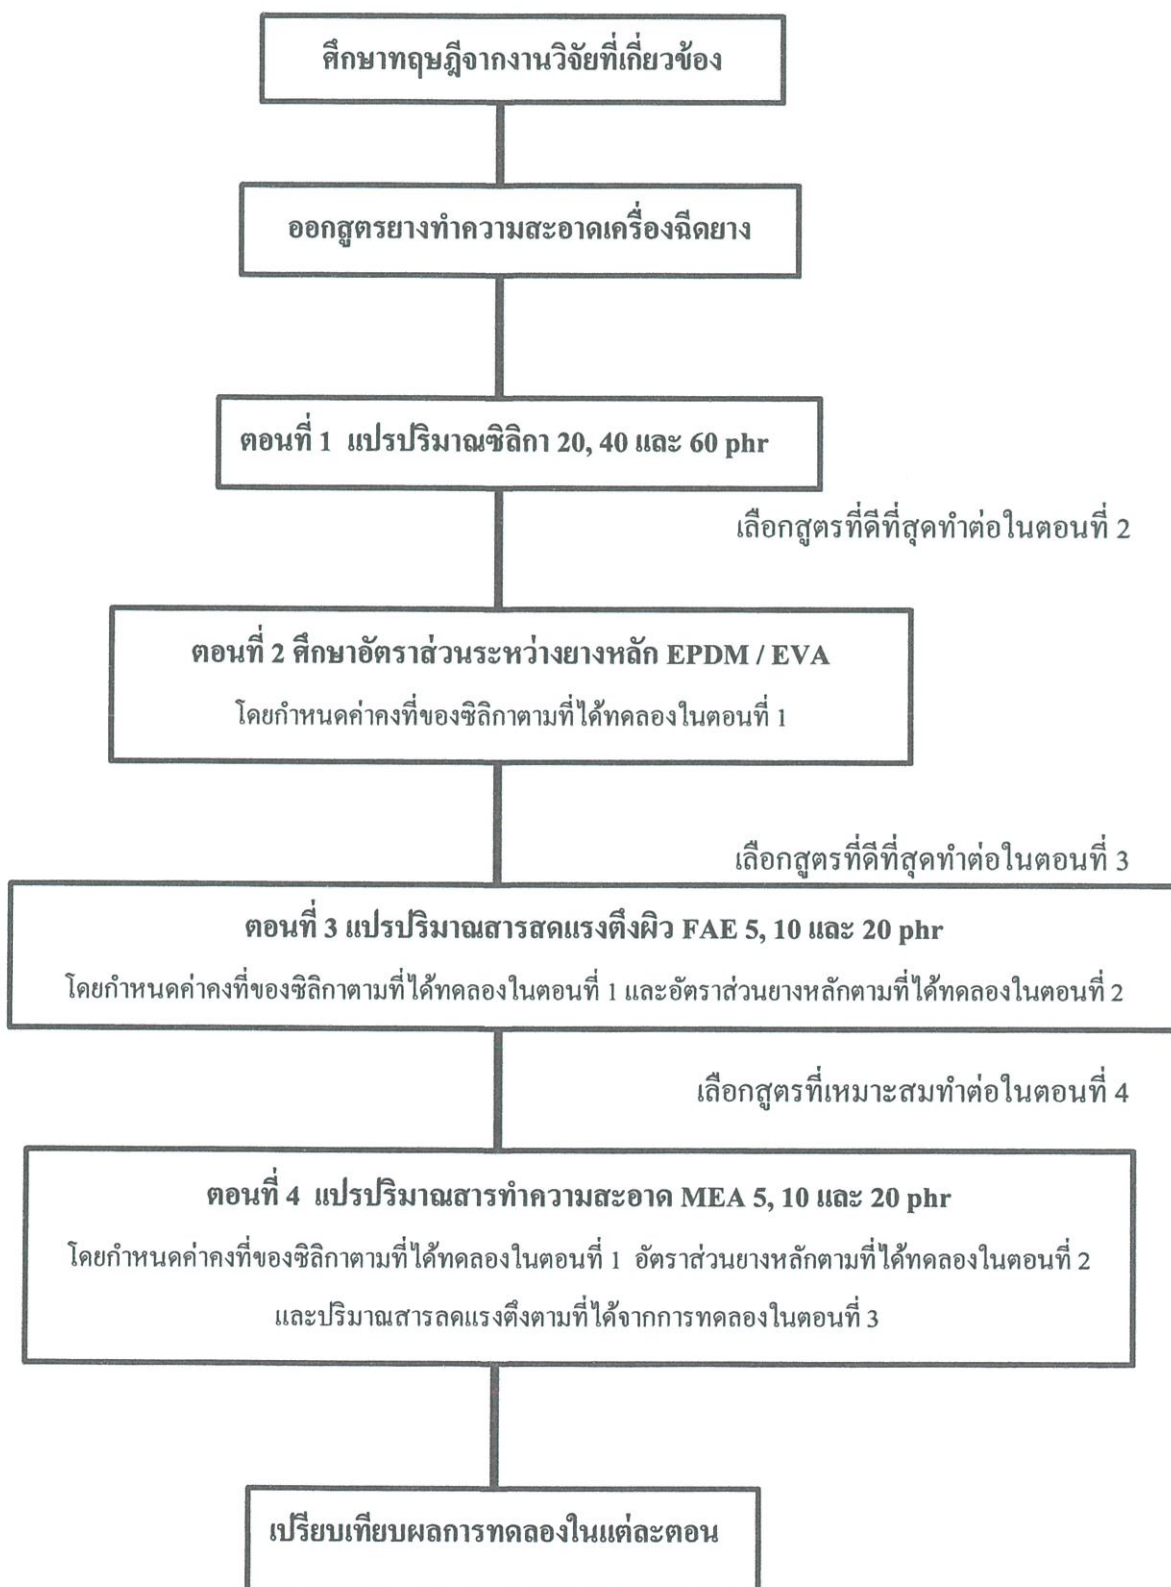 ศึกษาทฤษฎีจากงานวิจัยที่เกี่ยวข้อง
ออกสูตรยางทำความสะอาดเครื่องฉีดยาง
ตอนที่ 1 แปรปริมาณซิลิกา 20, 40 และ 60 phr
เลือกสูตรที่ดีที่สุดทำต่อในตอนที่ 2
ตอนที่ 2 ศึกษาอัตราส่วนระหว่างยางหลัก EPDM / EVA
โดยกำหนดค่าคงที่ของซิลิกาตามที่ได้ทดลองในตอนที่ 1
เลือกสูตรที่ดีที่สุดทำต่อในตอนที่ 3
ตอนที่ 3 แปรปริมาณสารสดแรงตึงผิว FAE 5, 10 และ 20 phr
โดยกำหนดค่าคงที่ของซิลิกาตามที่ได้ทดลองในตอนที่ 1 และอัตราส่วนยางหลักตามที่ได้ทดลองในตอนที่ 2
เลือกสูตรที่เหมาะสมทำต่อในตอนที่ 4
ตอนที่ 4 แปรปริมาณสารทำความสะอาด MEA 5, 10 และ 20 phr
โดยกำหนดค่าคงที่ของซิลิกาตามที่ได้ทดลองในตอนที่ 1 อัตราส่วนยางหลักตามที่ได้ทดลองในตอนที่ 2
และปริมาณสารลดแรงตึงตามที่ได้จากการทดลองในตอนที่ 3
เปรียบเทียบผลการทดลองในแต่ละตอน